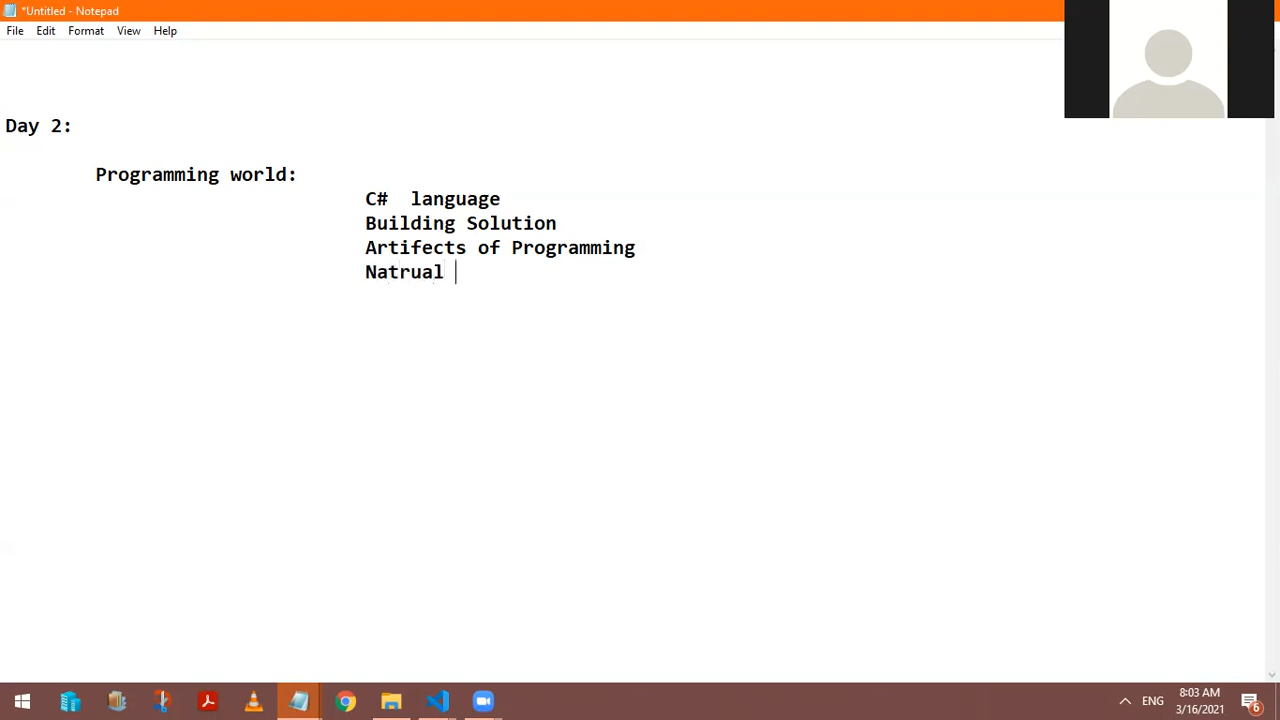 *Untitled - Notepad
File Edit Format View Help
Day 2:
Programming world:
C#  language
Building Solution
Artifects of Programming
Natrual
ENG
8:03 AM
3/16/2021
6